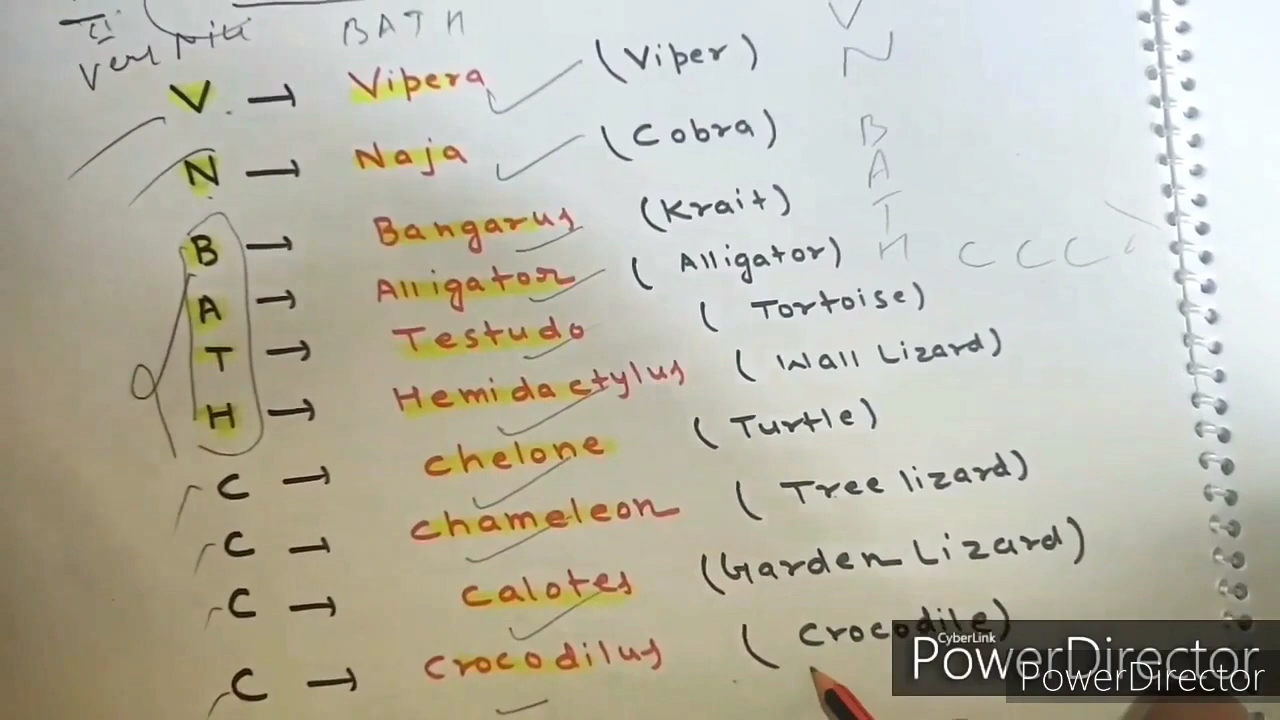 II
BATH
V
N
V → Vipera (Viper)
N → Naja (Cobra)
B
A
T
H C C C
B → Bangarus (Krait)
A → Alligator (Alligator)
T → Testudo (Tortoise)
H → Hemidactylus (Wall Lizard)
C → Chelone (Turtle)
C → Chameleon (Tree lizard)
C → Calotes (Garden Lizard)
C → Crocodilus (Crocodile)
CyberLink
PowerDirector
PowerDirector